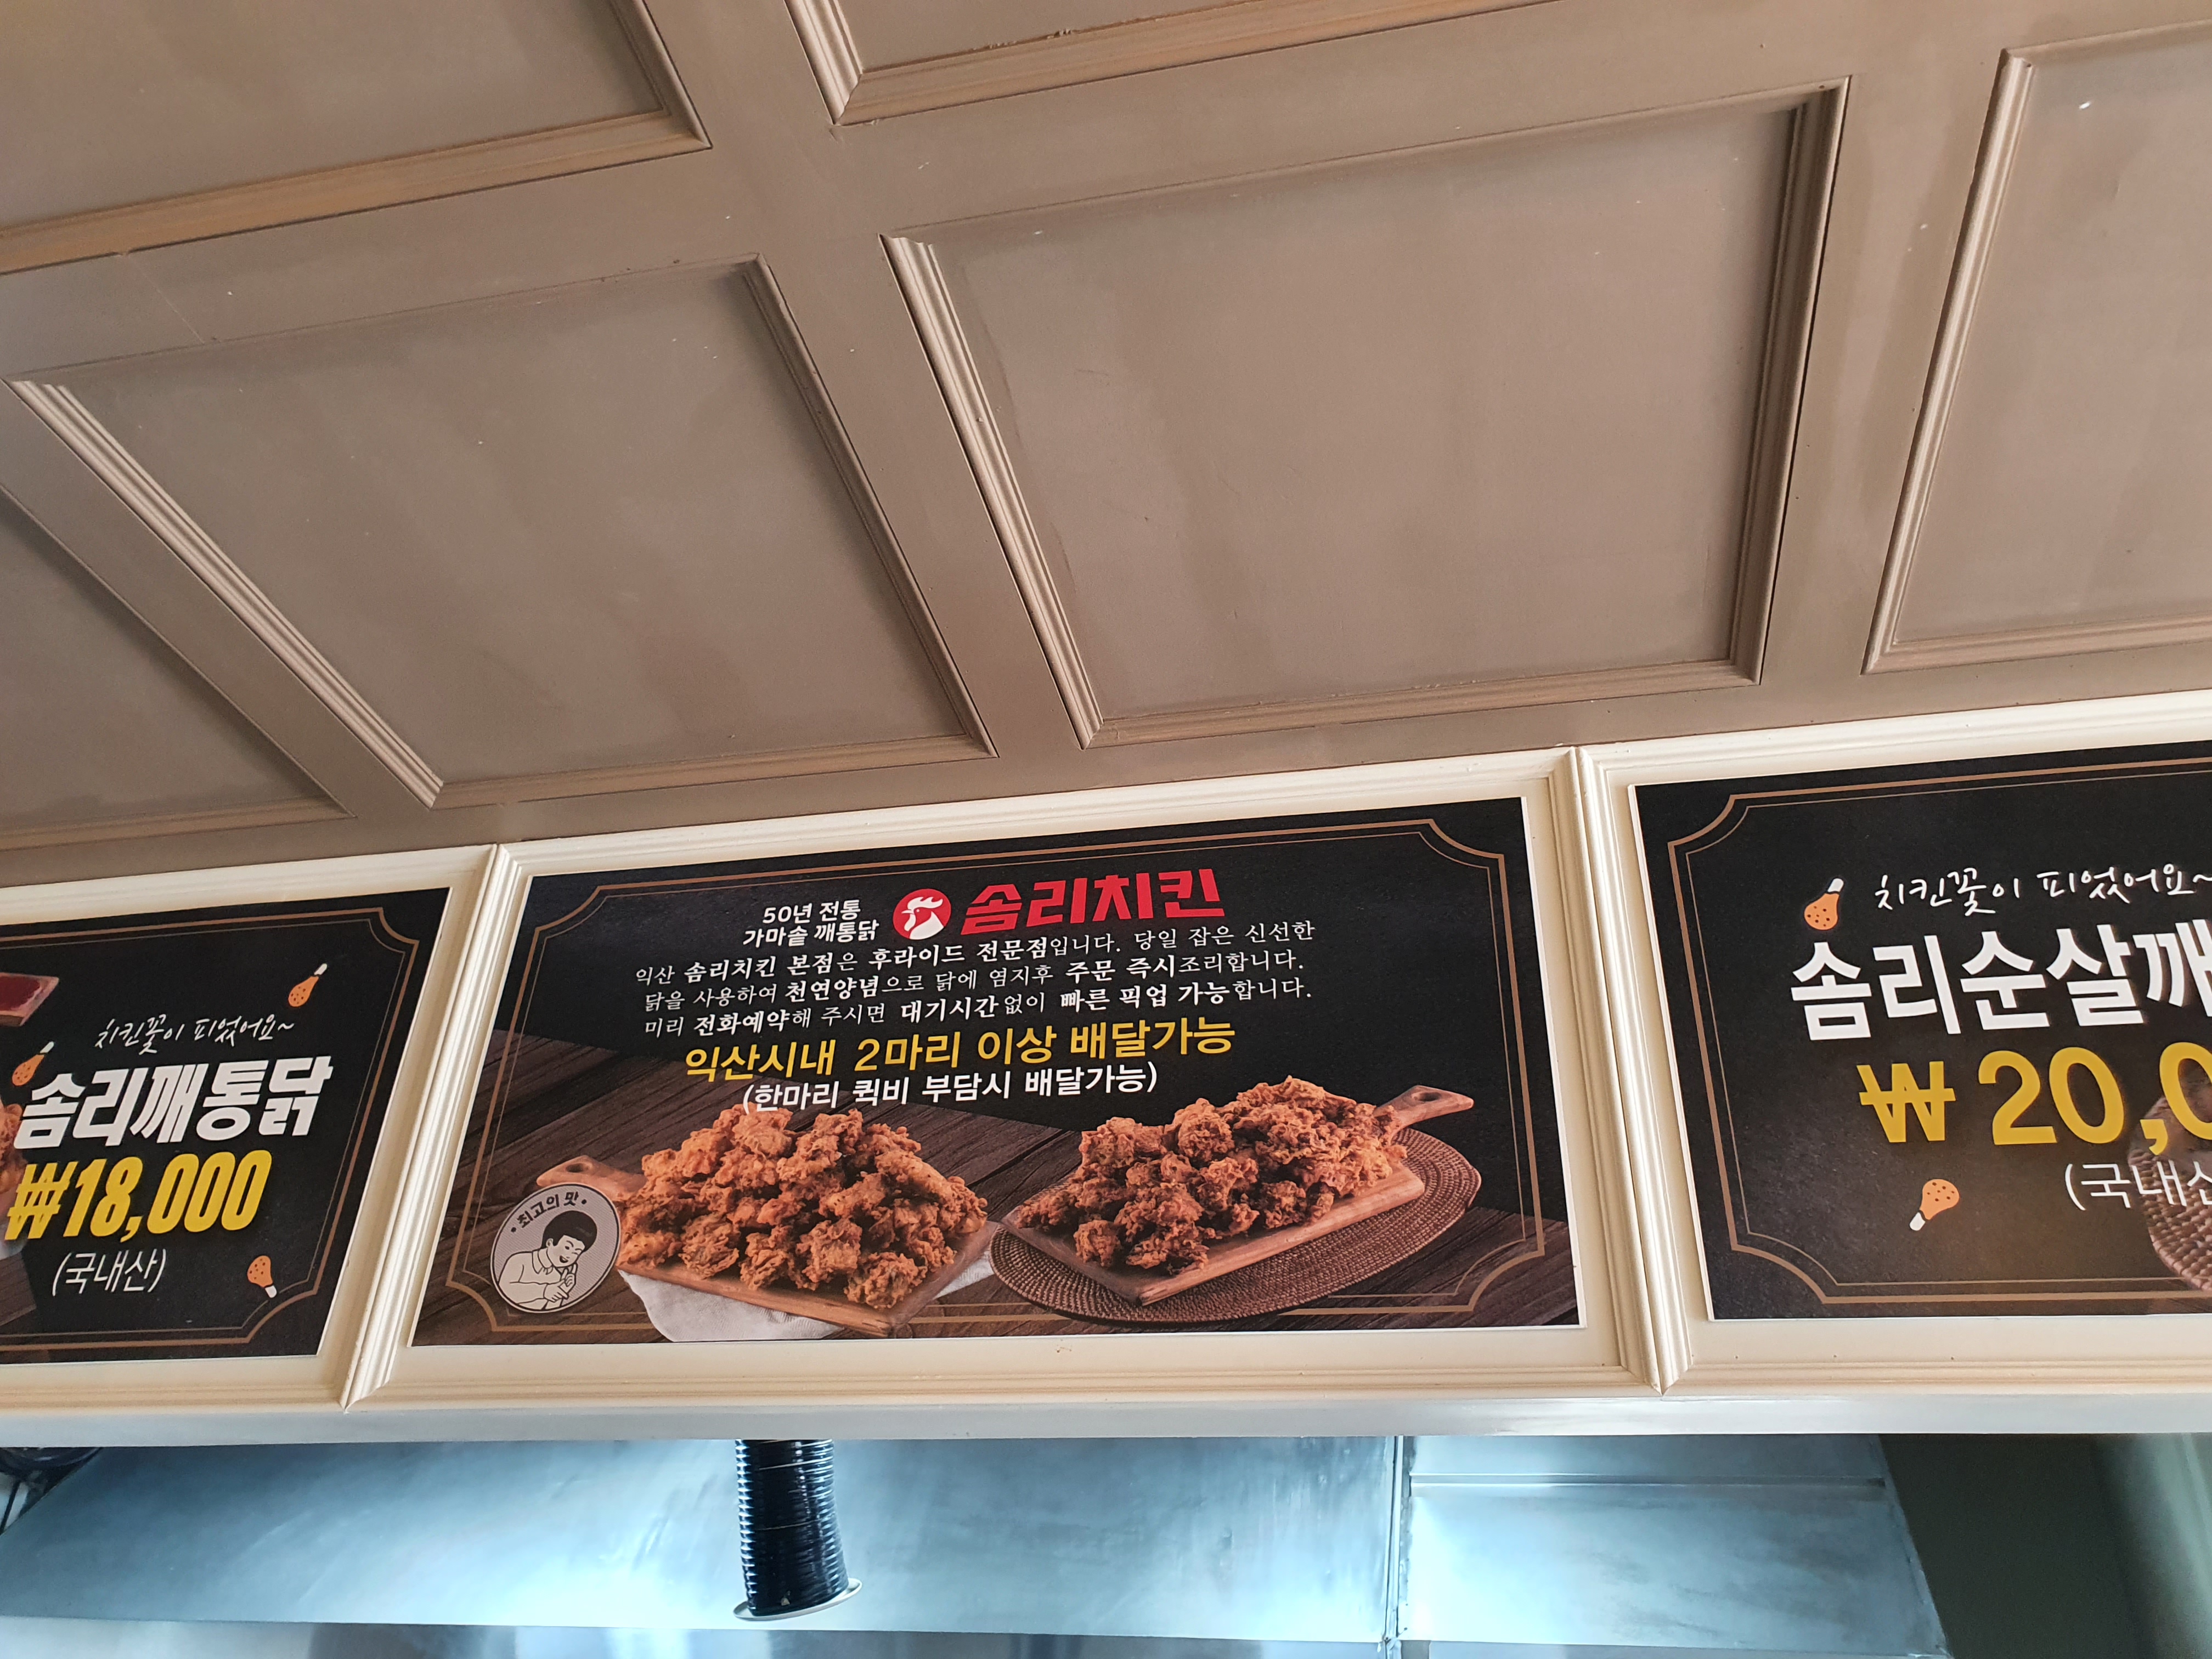 치킨꽃이 피었어요~
솜리깨통닭
₩18,000
(국내산)
50년 전통
가마솥 깨통닭
솜리치킨
익산 솜리치킨 본점은 후라이드 전문점입니다. 당일 잡은 신선한
닭을 사용하여 천연양념으로 닭에 염지후 주문 즉시조리합니다.
미리 전화예약해 주시면 대기시간없이 빠른 픽업 가능합니다.
익산시내 2마리 이상 배달가능
(한마리 퀵비 부담시 배달가능)
최고의 맛
치킨꽃이 피었어요~
솜리순살깨
₩20,0
(국내산